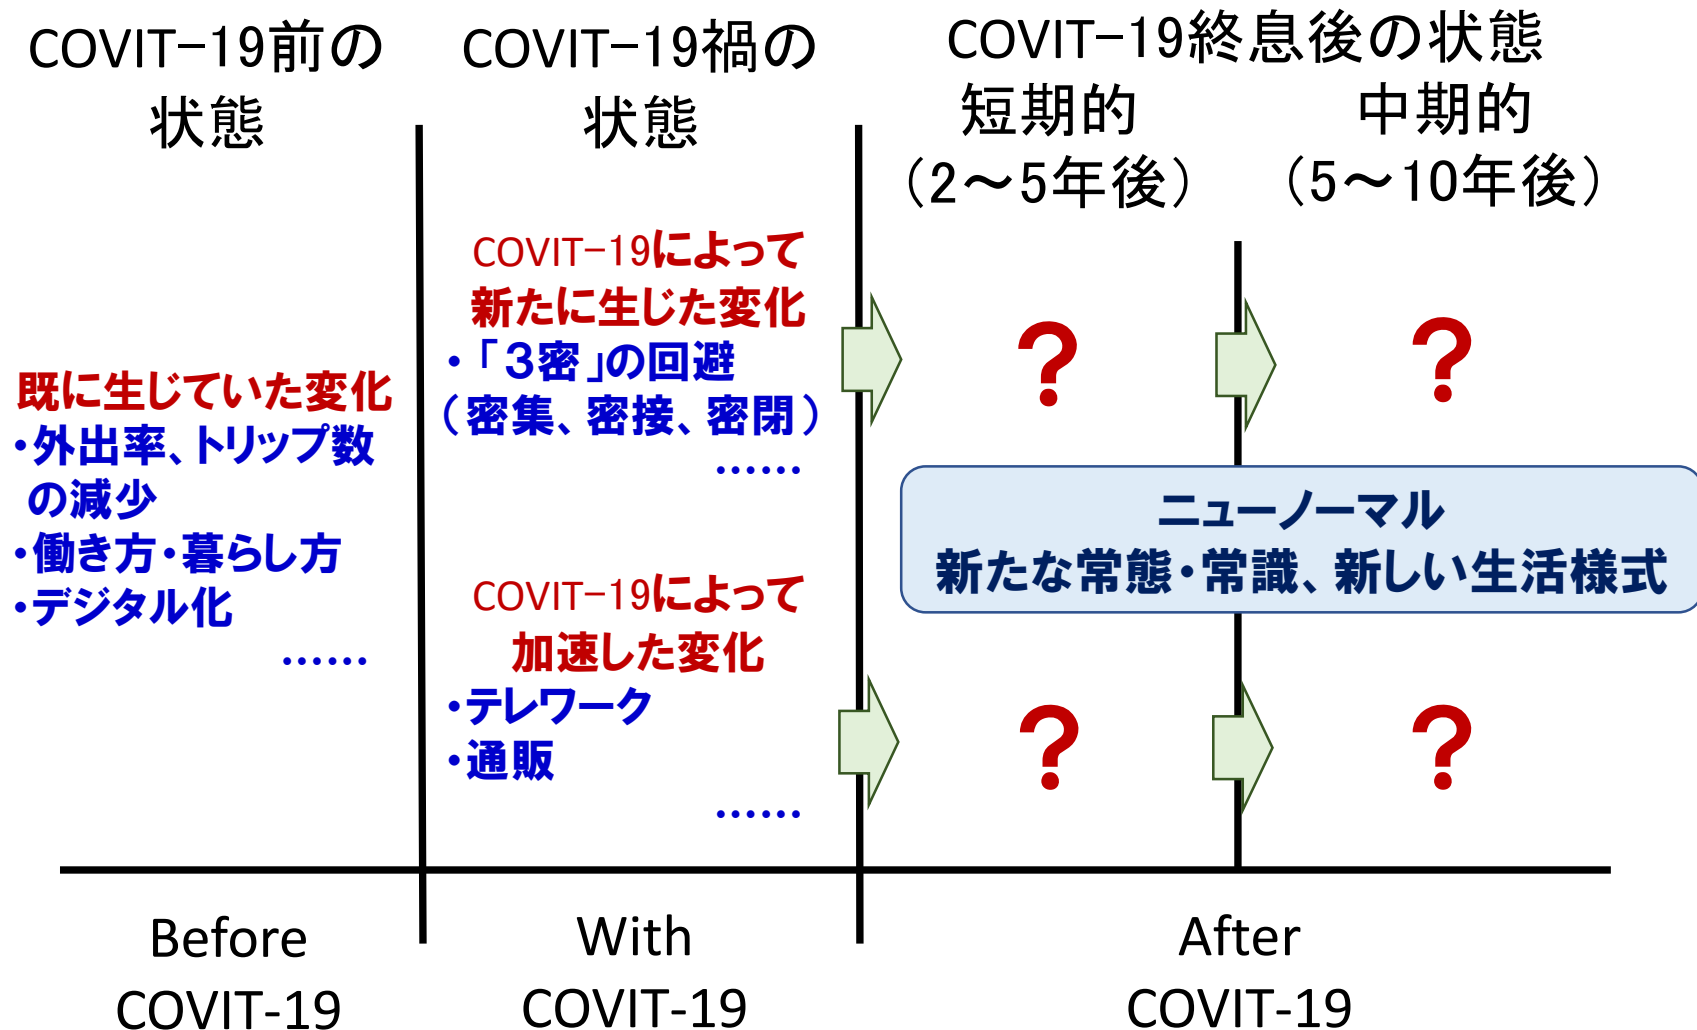 COVIT-19前の
状態
COVIT-19禍の
状態
COVIT-19終息後の状態
短期的
(2～5年後)
中期的
(5～10年後)
既に生じていた変化
・外出率、トリップ数
の減少
・働き方・暮らし方
・デジタル化
……
COVIT-19によって
新たに生じた変化
・「3密」の回避
(密集、密接、密閉)
……
COVIT-19によって
加速した変化
・テレワーク
・通販
……
?
?
ニューノーマル
新たな常態・常識、新しい生活様式
?
?
Before
COVIT-19
With
COVIT-19
After
COVIT-19